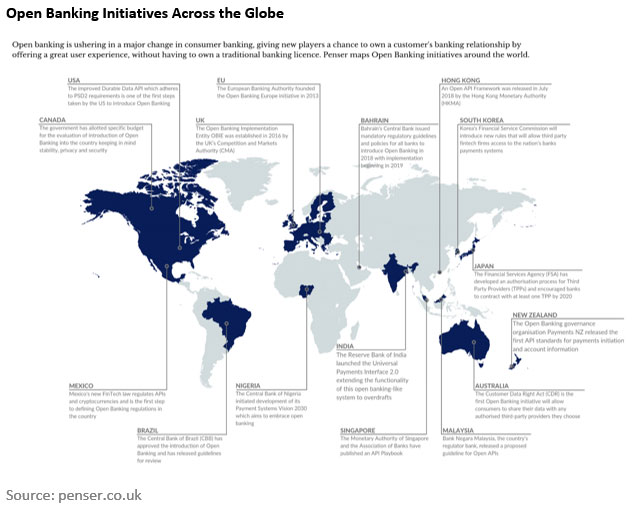 Open Banking Initiatives Across the Globe
Open banking is ushering in a major change in consumer banking, giving new players a chance to own a customer's banking relationship by
offering a great user experience, without having to own a traditional banking licence. Penser maps Open Banking initiatives around the world.
USA
The improved Durable Data API which adheres
to PSD2 requirements is one of the first steps
taken by the US to introduce Open Banking
EU
The European Banking Authority founded
the Open Banking Europe initiative in 2013
HONG KONG
An Open API Framework was released in July
2018 by the Hong Kong Monetary Authority
(HKMA)
CANADA
The government has allotted specific budget
for the evaluation of introduction of Open
Banking into the country keeping in mind
stability, privacy and security
UK
The Open Banking Implementation
Entity OBIE was established in 2016 by
the UK's Competition and Markets
Authority (CMA)
BAHRAIN
Bahrain's Central Bank issued
mandatory regulatory guidelines
and policies for all banks to
introduce Open Banking in
2018 with implementation
beginning in 2019
SOUTH KOREA
Korea's Financial Service Commission will
introduce new rules that will allow third party
fintech firms access to the nation's banks
payments systems
JAPAN
The Financial Services Agency (FSA) has
developed an authorisation process for Third
Party Providers (TPPs) and encouraged banks
to contract with at least one TPP by 2020
NEW ZEALAND
The Open Banking governance
organisation Payments NZ released the
first API standards for payments initiation
and account information
INDIA
The Reserve Bank of India
launched the Universal
Payments Interface 2.0
extending the functionality
of this open banking-like
system to overdrafts
MEXICO
Mexico's new FinTech law regulates APIs
and cryptocurrencies and is the first step
to defining Open Banking regulations in
the country
NIGERIA
The Central Bank of Nigeria
initiated development of its
Payment Systems Vision 2030
which aims to embrace open
banking
AUSTRALIA
The Customer Data Right Act (CDR) is the
first Open Banking initiative will allow
consumers to share their data with any
authorised third-party providers they choose
BRAZIL
The Central Bank of Brazil (CBB) has
approved the introduction of Open
Banking and has released guidelines
for review
SINGAPORE
The Monetary Authority of Singapore
and the Association of Banks have
published an API Playbook
MALAYSIA
Bank Negara Malaysia, the country's
regulator bank, released a proposed
guideline for Open APIs
Source: penser.co.uk